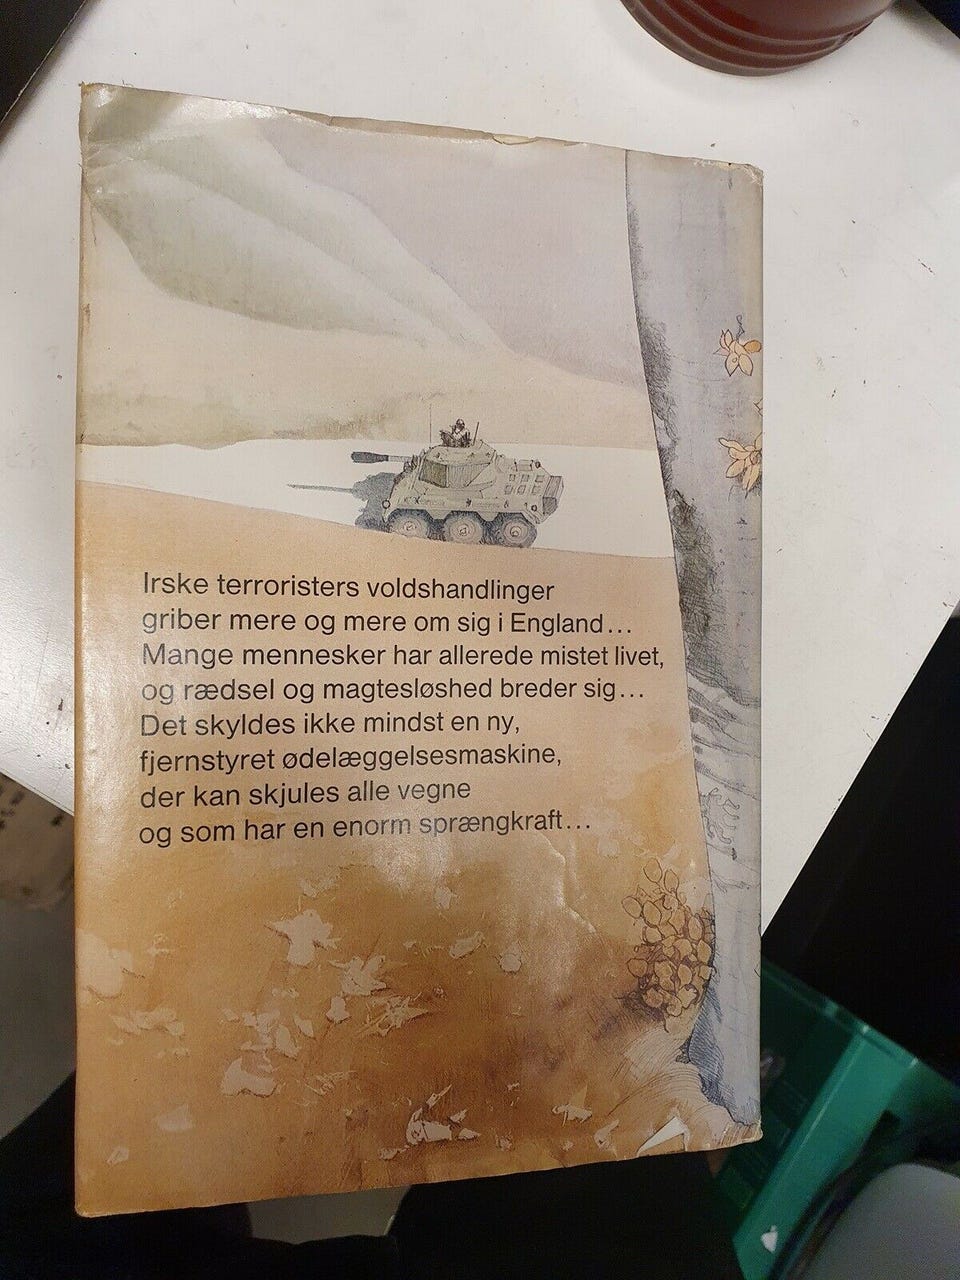 Irske terroristers voldshandlinger
griber mere og mere om sig i England...
Mange mennesker har allerede mistet livet,
og rædsel og magtesløshed breder sig...
Det skyldes ikke mindst en ny,
fjernstyret ødelæggelsesmaskine,
der kan skjules alle vegne
og som har en enorm sprængkraft...